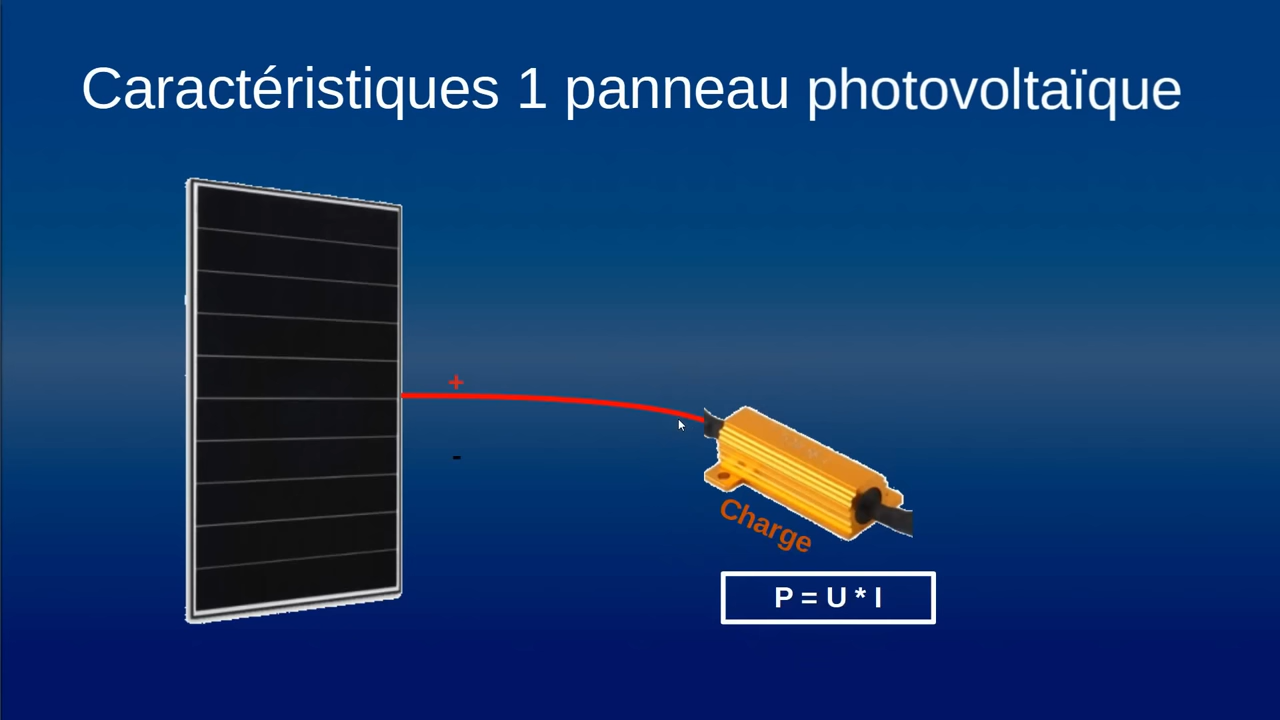 Caractéristiques 1 panneau photovoltaïque
+
-
Charge
P = U * I